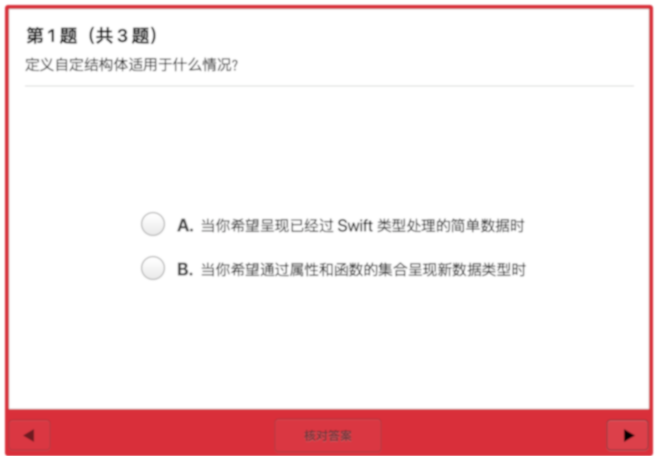 第1题（共3题）
定义自定结构体适用于什么情况?
A. 当你希望呈现已经过 Swift 类型处理的简单数据时
B. 当你希望通过属性和函数的集合呈现新数据类型时
核对答案